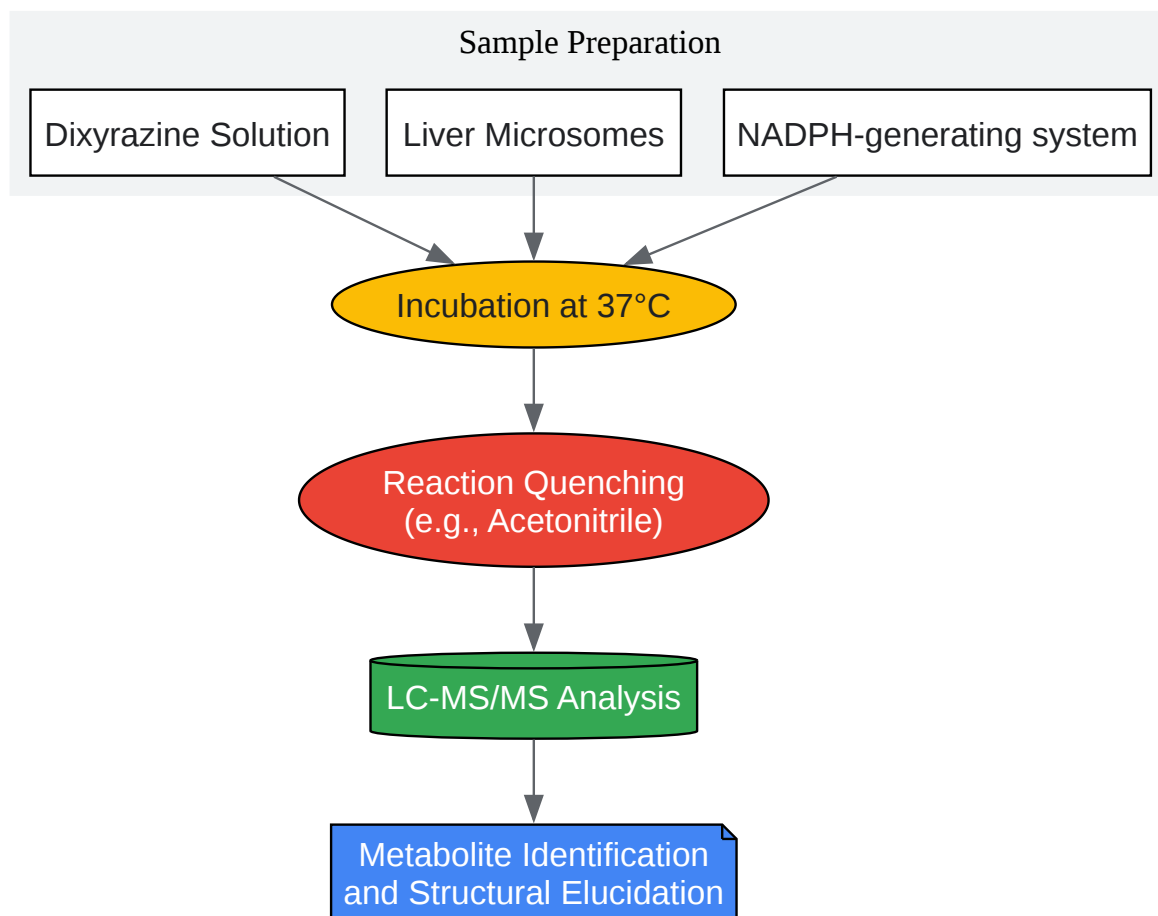 Sample Preparation
Dixyrazine Solution
Liver Microsomes
NADPH-generating system
Incubation at 37°C
Reaction Quenching
(e.g., Acetonitrile)
LC-MS/MS Analysis
Metabolite Identification
and Structural Elucidation